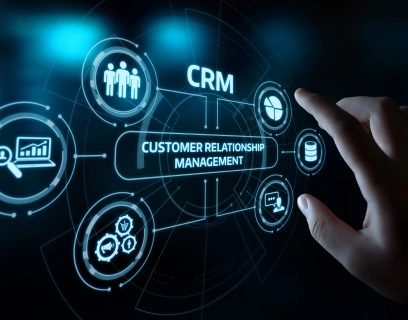 CRM
CUSTOMER RELATIONSHIP
MANAGEMENT